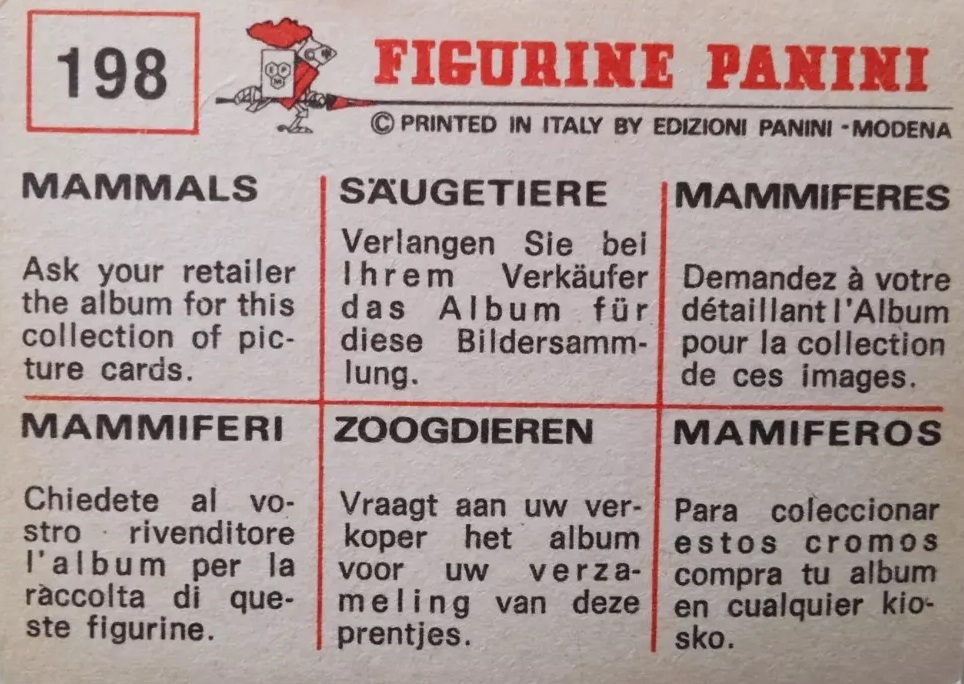 198
FIGURINE PANINI
© PRINTED IN ITALY BY EDIZIONI PANINI - MODENA
MAMMALS
Ask your retailer
the album for this
collection of pic-
ture cards.
SÄUGETIERE
Verlangen Sie bei
Ihrem Verkäufer
das Album für
diese Bildersamm-
lung.
MAMMIFERES
Demandez à votre
détaillant l'Album
pour la collection
de ces images.
MAMMIFERI
Chiedete al vo-
stro rivenditore
l'album per la
raccolta di que-
ste figurine.
ZOOGDIEREN
Vraagt aan uw ver-
koper het album
voor uw verza-
meling van deze
prentjes.
MAMIFEROS
Para coleccionar
estos cromos
compra tu album
en cualquier kio-
sko.